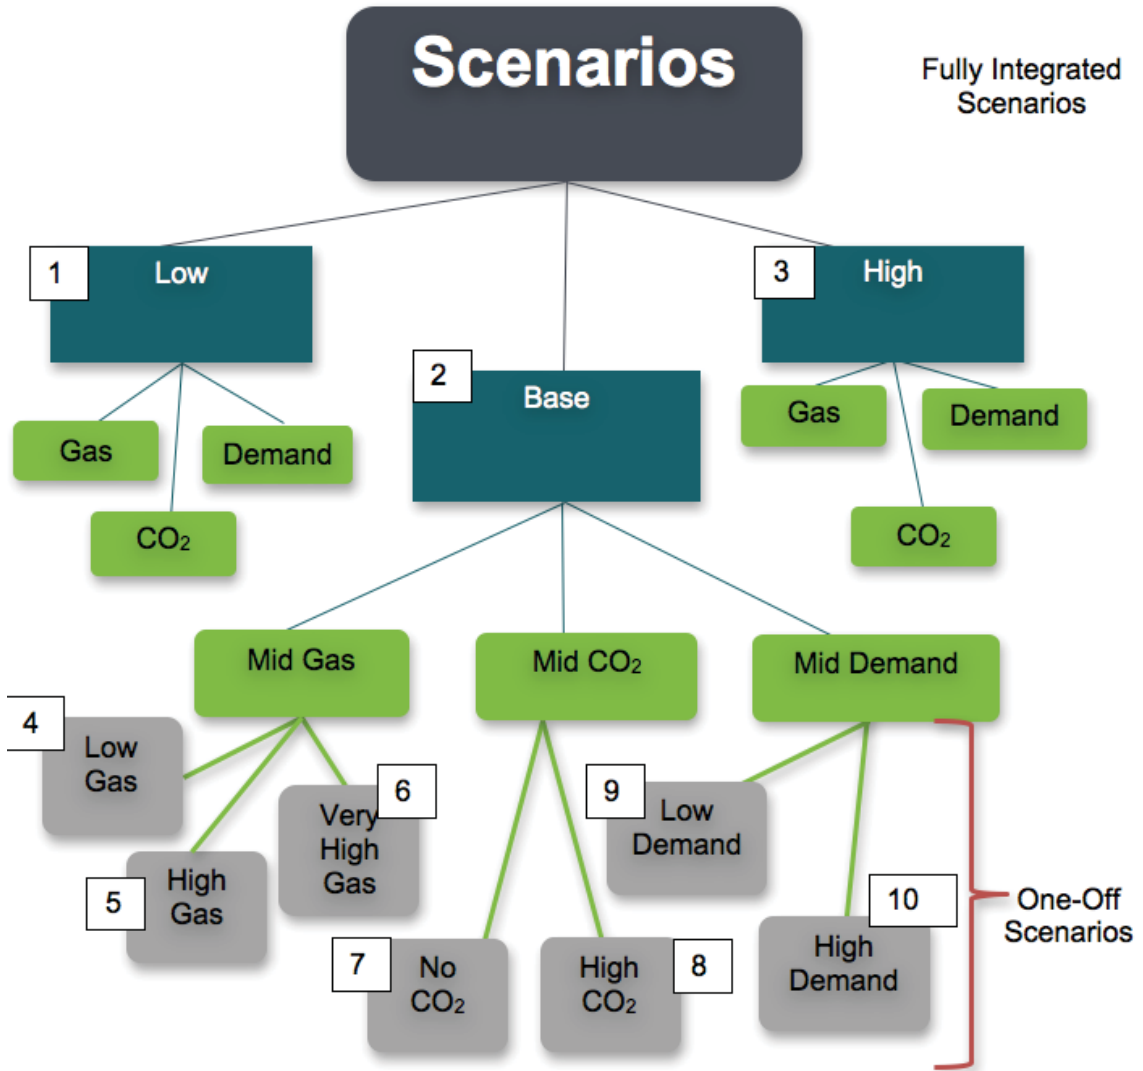 Scenarios
Fully Integrated
Scenarios
1
Low
3
High
2
Base
Gas
Demand
CO₂
Gas
Demand
CO₂
Mid Gas
Mid CO₂
Mid Demand
4
Low
Gas
5
High
Gas
6
Very
High
Gas
7
No
CO₂
High
CO₂
8
9
Low
Demand
10
High
Demand
One-Off
Scenarios